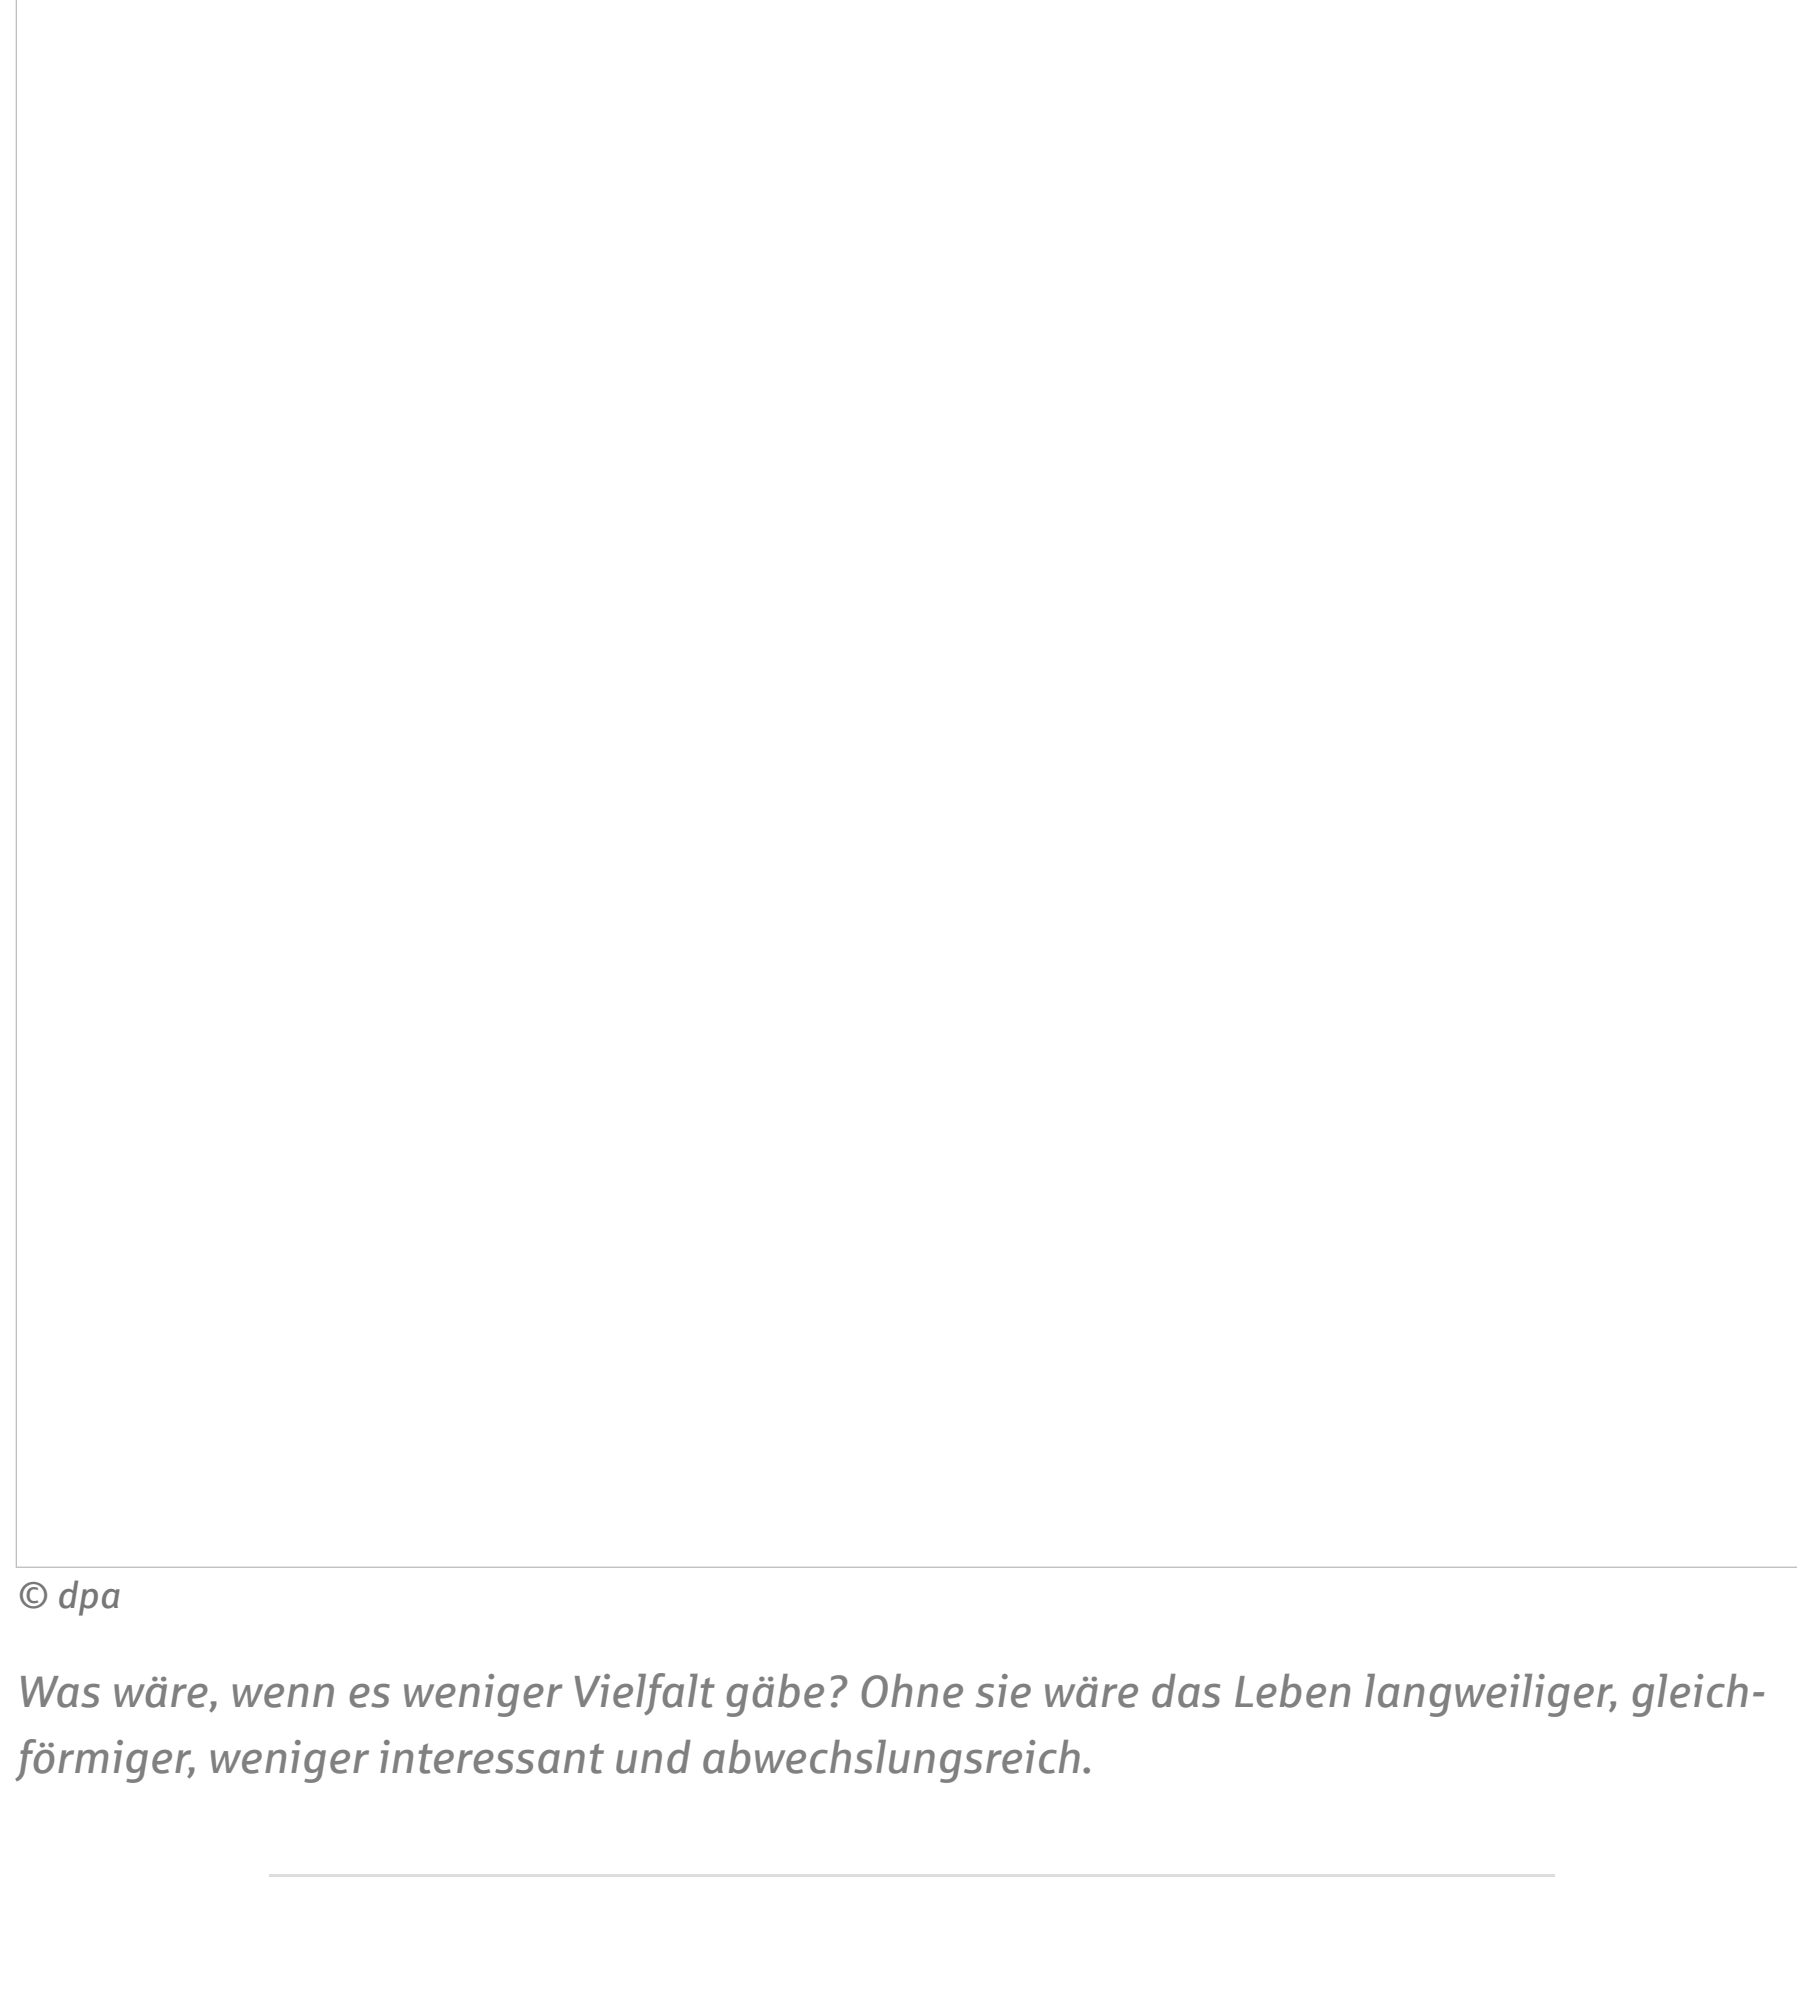 © dpa
Was wäre, wenn es weniger Vielfalt gäbe? Ohne sie wäre das Leben langweiliger, gleich-
förmiger, weniger interessant und abwechslungsreich.